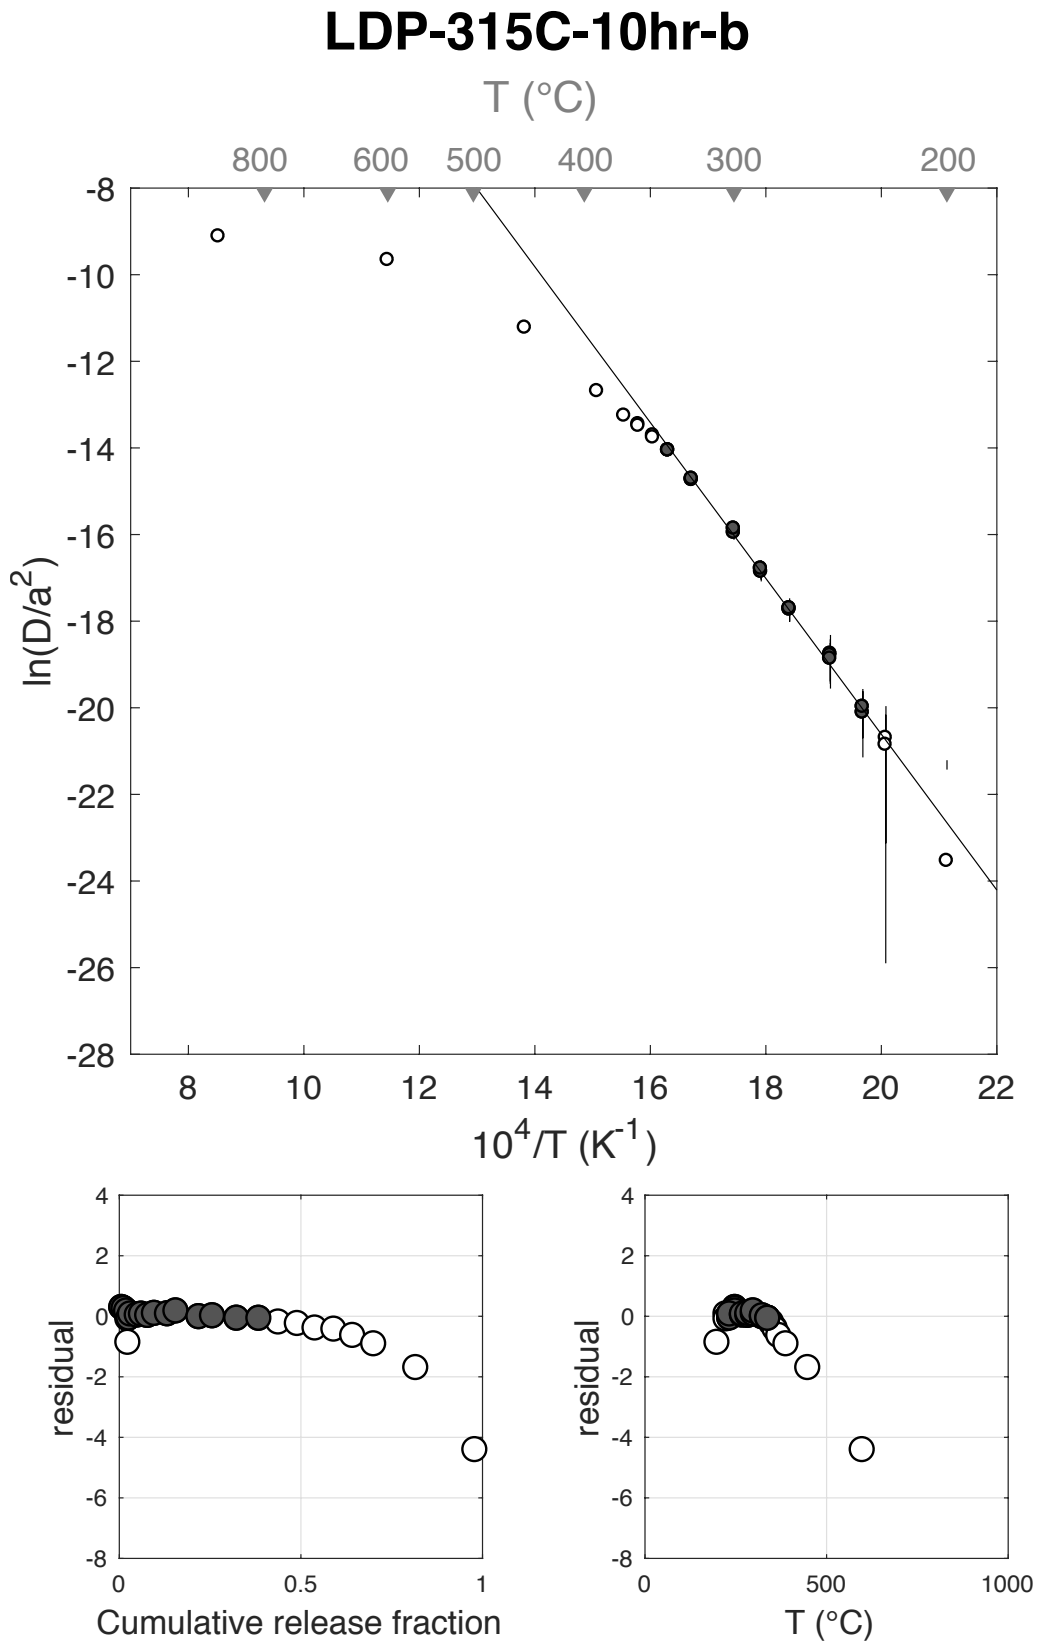 LDP-315C-10hr-b
T (°C)
800 600 500 400 300 200
-8
-10
-12
-14
-16
-18
-20
-22
-24
-26
-28
ln(D/a²)
8 10 12 14 16 18 20 22
10⁴/T (K⁻¹)
4
2
0
-2
-4
-6
-8
residual
0 0.5 1
Cumulative release fraction
4
2
0
-2
-4
-6
-8
residual
0 500 1000
T (°C)